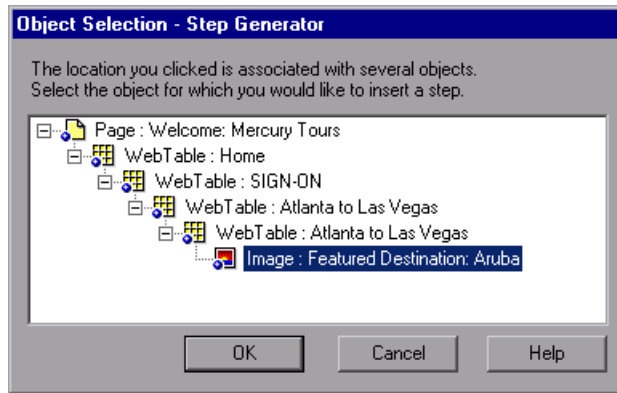 Object Selection - Step Generator
The location you clicked is associated with several objects.
Select the object for which you would like to insert a step.
Page : Welcome: Mercury Tours
WebTable : Home
WebTable : SIGN-ON
WebTable : Atlanta to Las Vegas
WebTable : Atlanta to Las Vegas
Image : Featured Destination: Aruba
OK Cancel Help